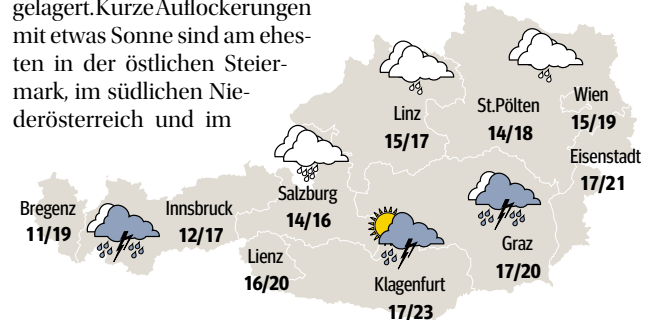 gelagert. Kurze Auflockerungen
mit etwas Sonne sind am ehes-
ten in der östlichen Steier-
mark, im südlichen Nie-
derösterreich und im
Linz
15/17
St.Pölten
14/18
Wien
15/19
Eisenstadt
17/21
Bregenz
11/19
Innsbruck
12/17
Salzburg
14/16
Lienz
16/20
Klagenfurt
17/23
Graz
17/20